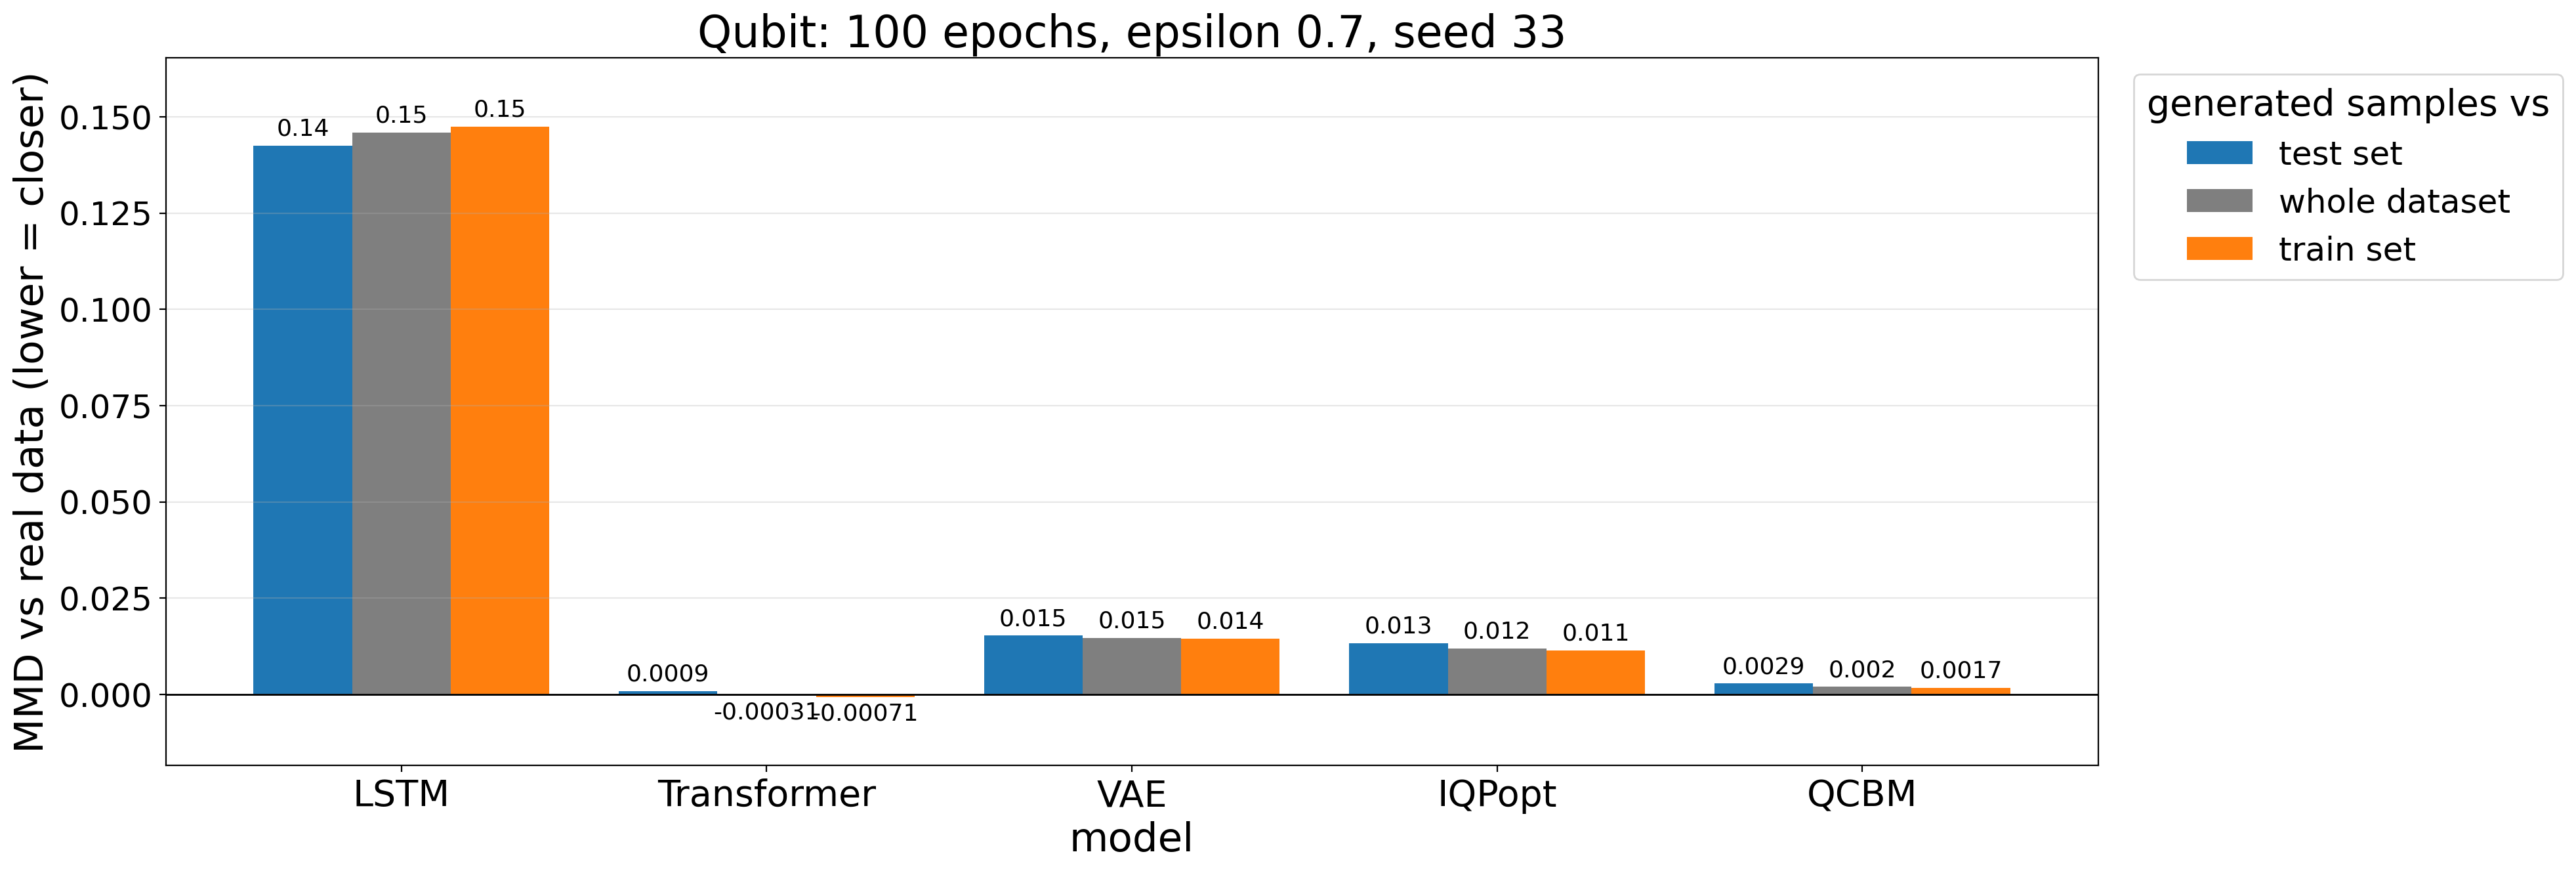 Qubit: 100 epochs, epsilon 0.7, seed 33
MMD vs real data (lower = closer)
0.150
0.125
0.100
0.075
0.050
0.025
0.000
0.14
0.15
0.15
0.0009
-0.00031
-0.00071
0.015
0.015
0.014
0.013
0.012
0.011
0.0029
0.002
0.0017
LSTM
Transformer
VAE
IQPopt
QCBM
model
generated samples vs
test set
whole dataset
train set